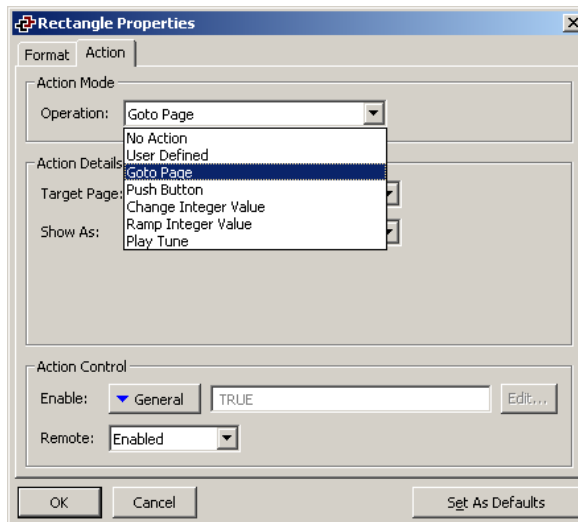 Rectangle Properties
Format Action
Action Mode
Operation: Goto Page
No Action
User Defined
Goto Page
Push Button
Change Integer Value
Ramp Integer Value
Play Tune
Action Details
Target Page:
Show As:
Action Control
Enable: General TRUE Edit...
Remote: Enabled
OK Cancel Set As Defaults